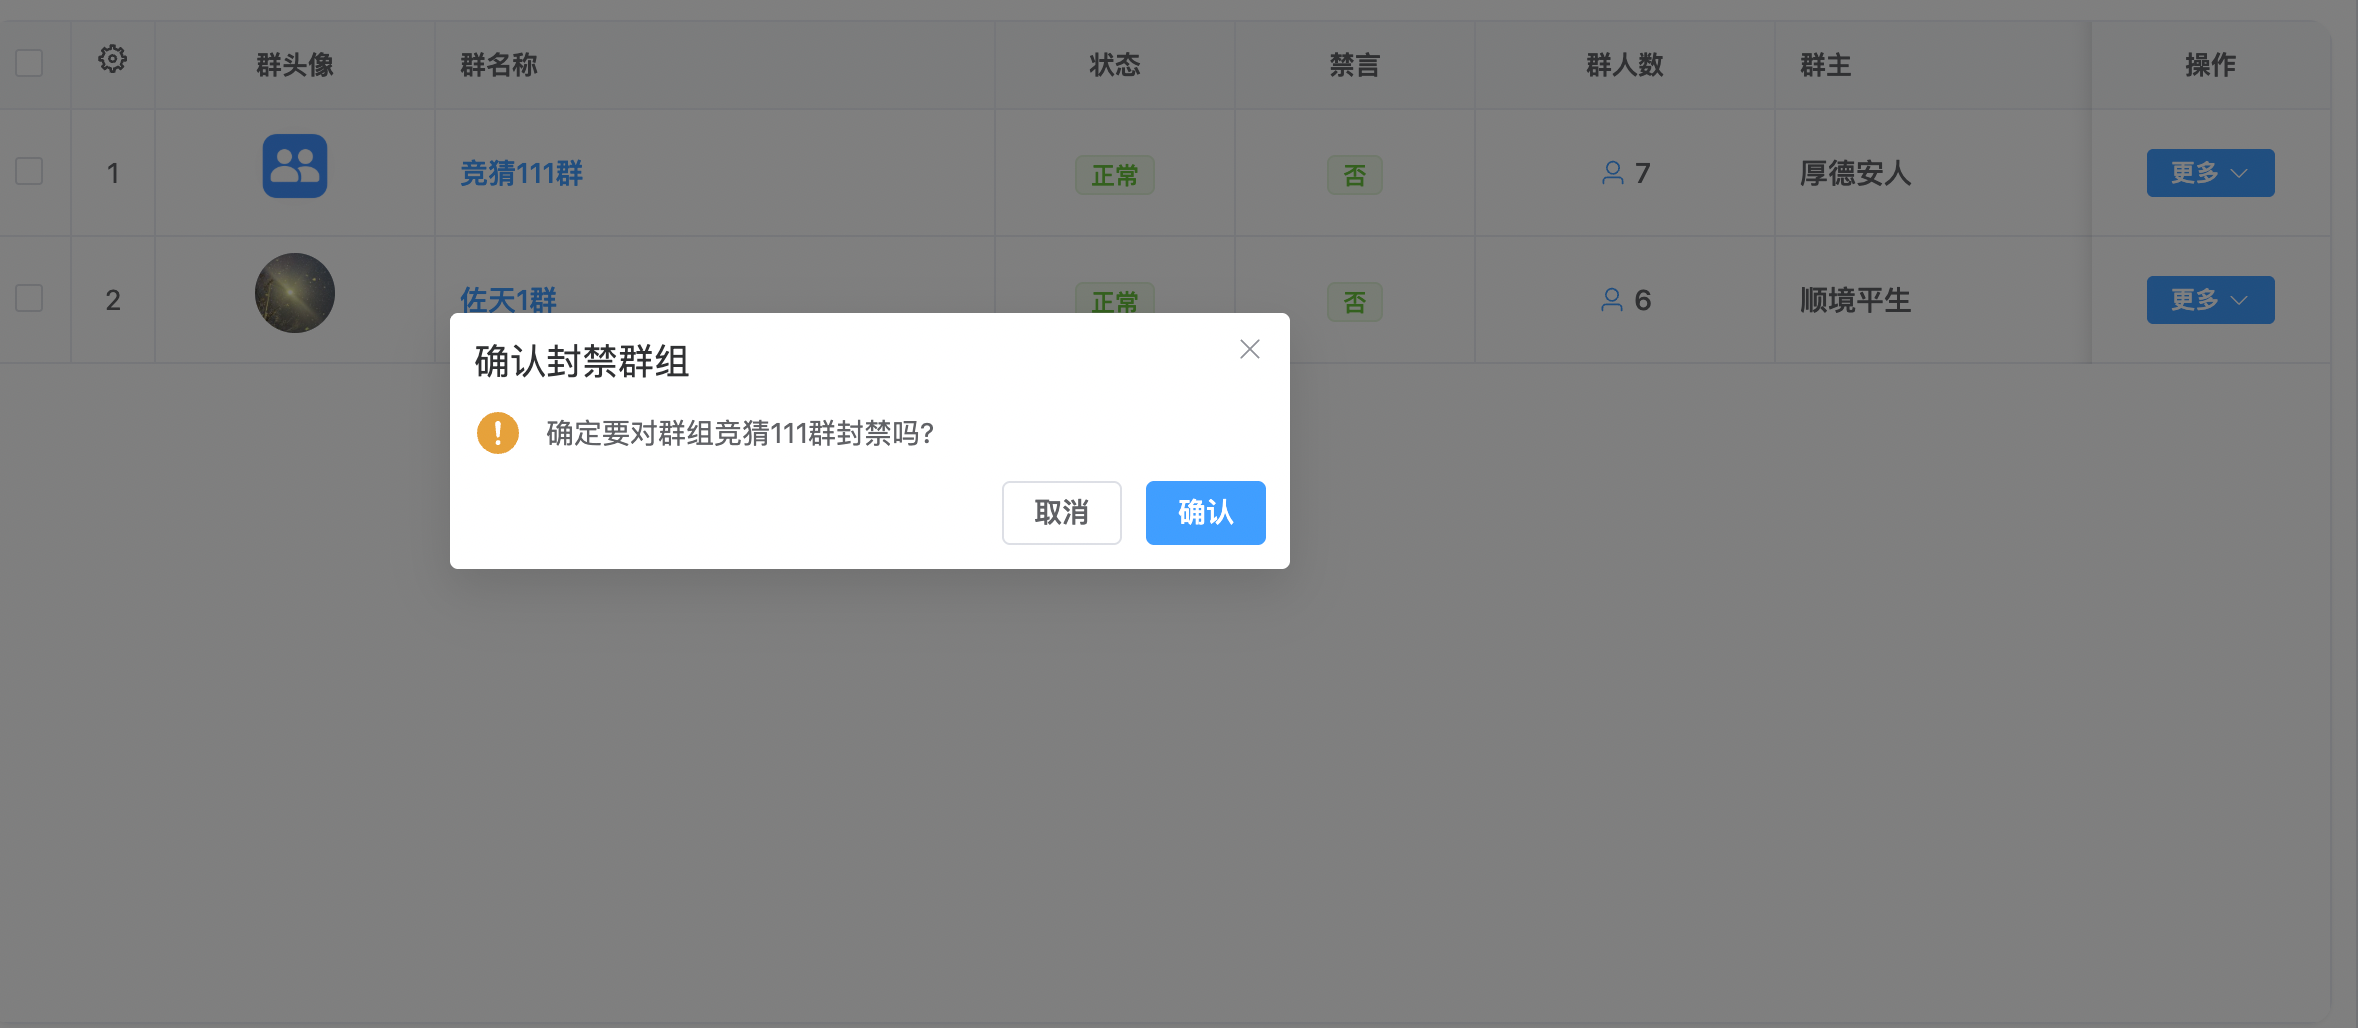 群头像 群名称 状态 禁言 群人数 群主 操作
1 竞猜111群 正常 否 7 厚德安人 更多
2 佐天1群 正常 否 6 顺境平生 更多
确认封禁群组
确定要对群组竞猜111群封禁吗?
取消 确认